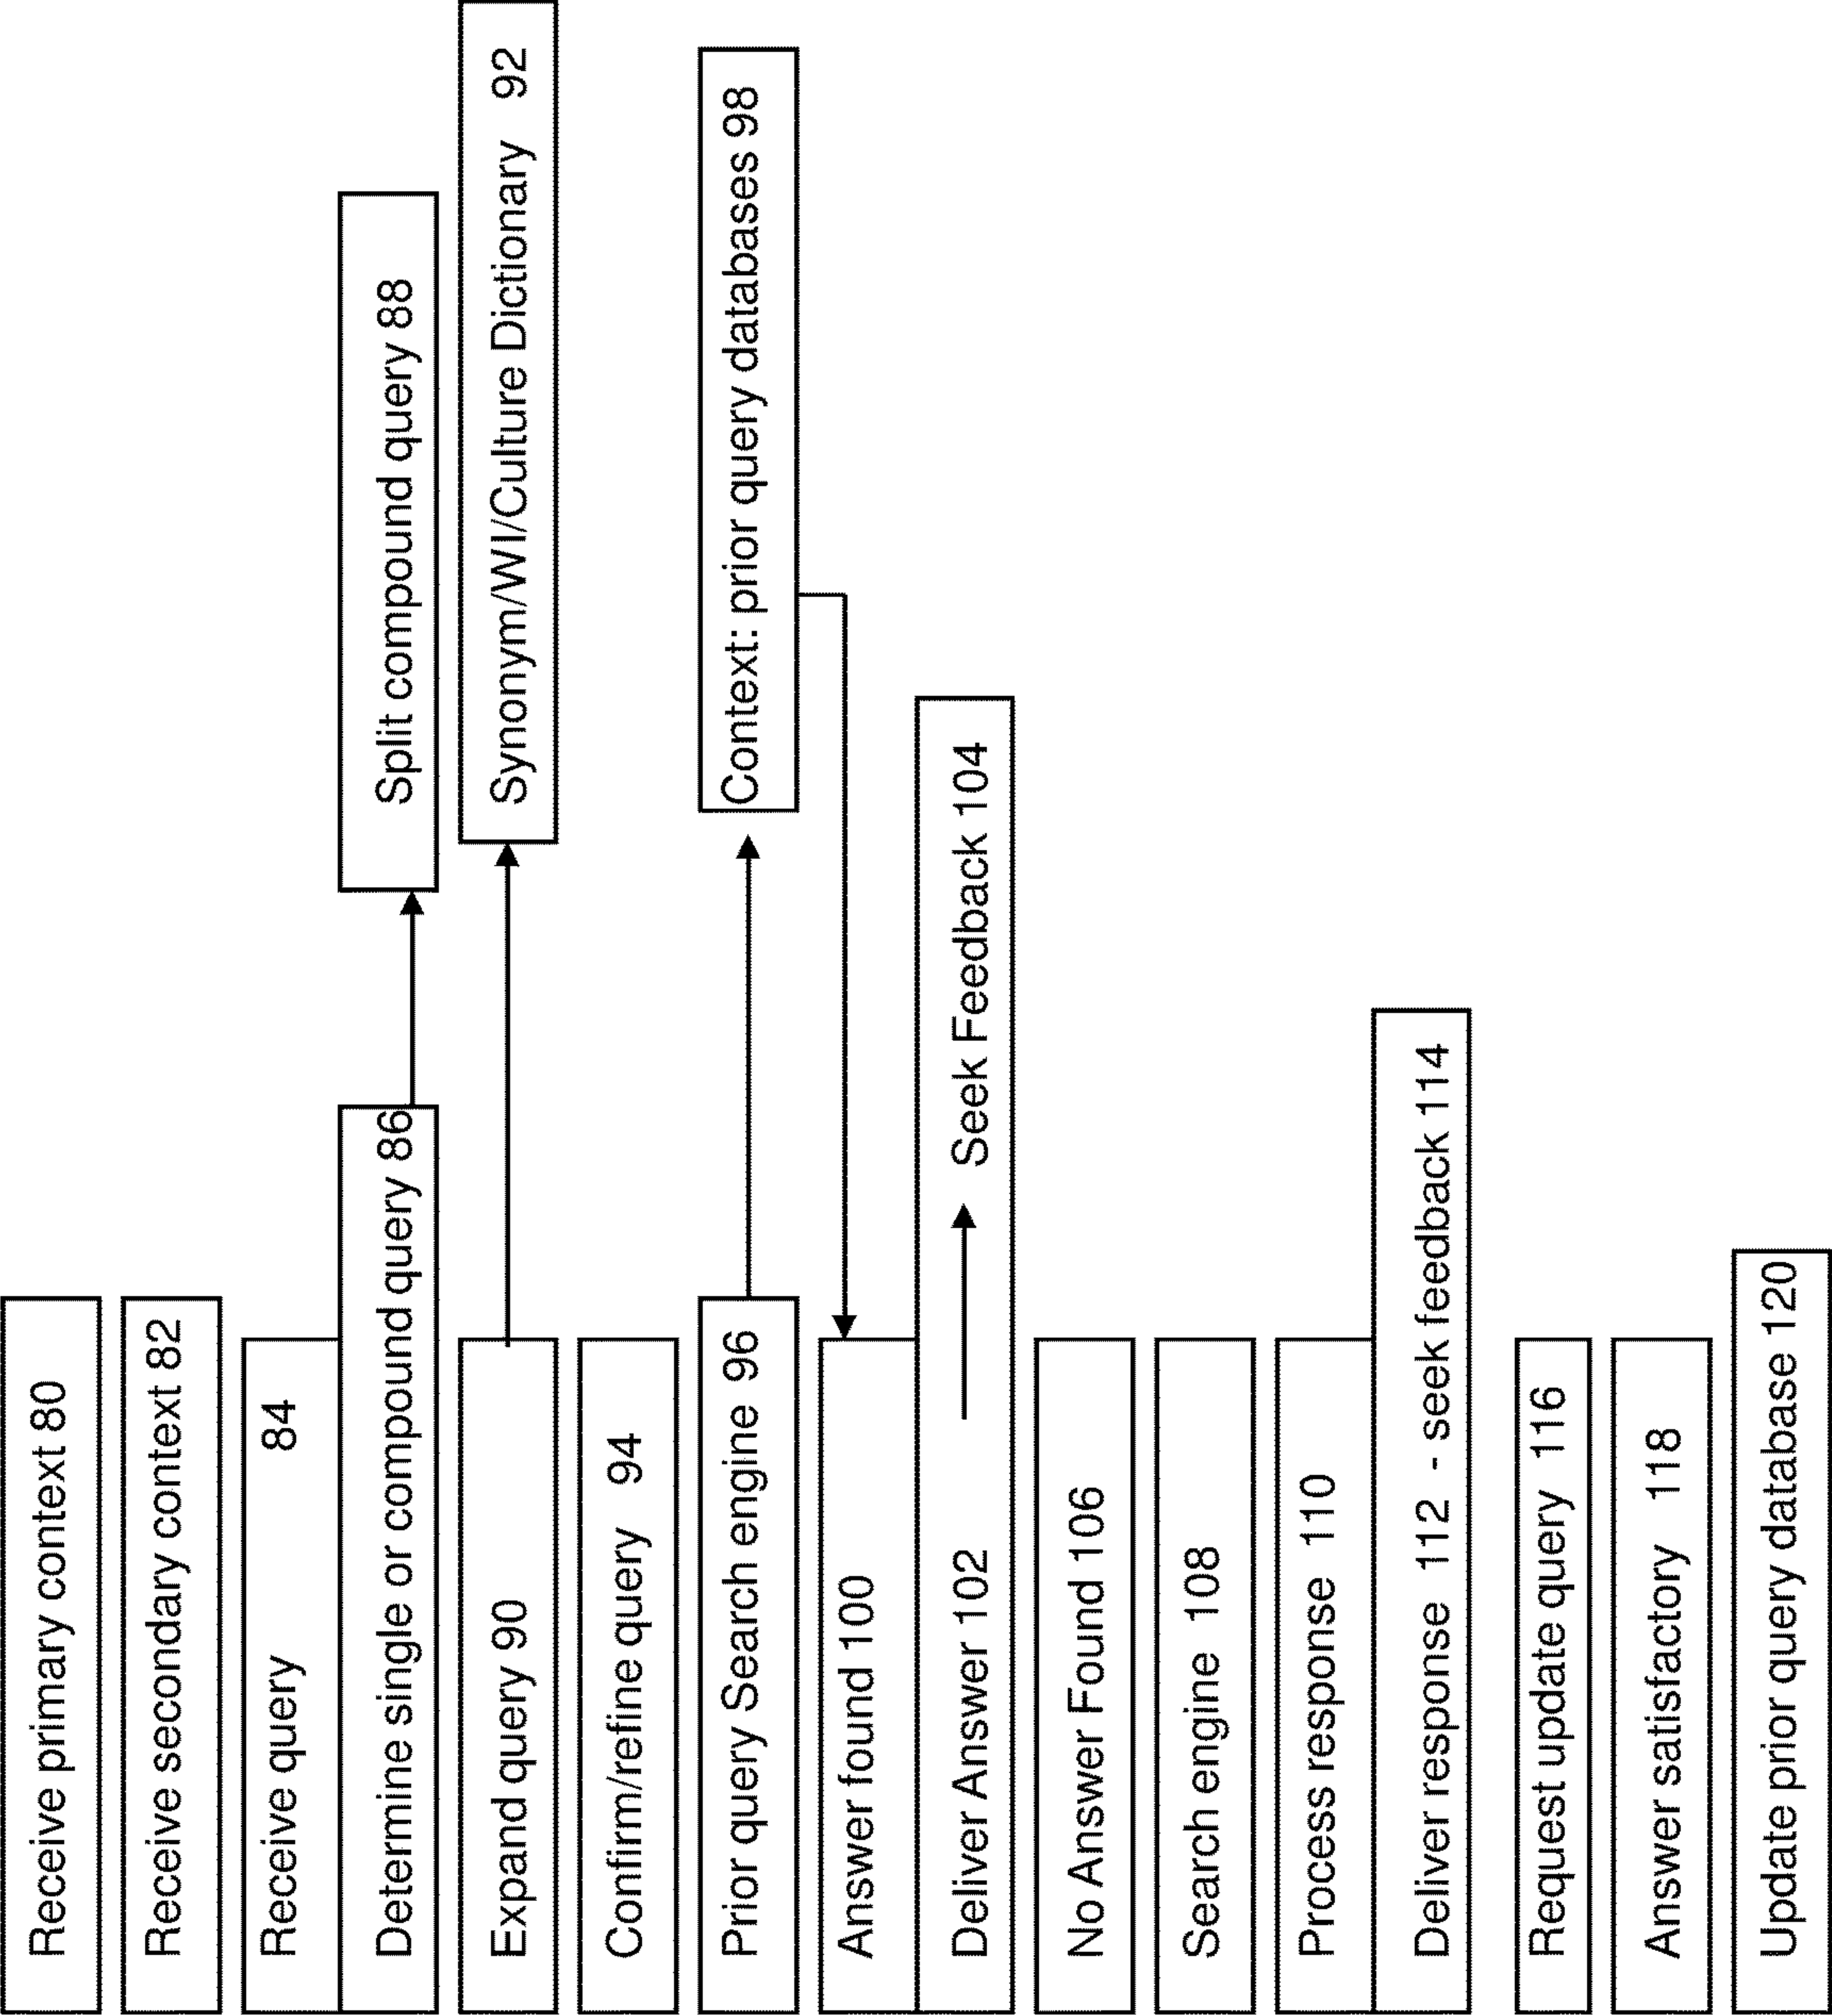 Receive primary context 80
Receive secondary context 82
Receive query 84
Determine single or compound query 86
Split compound query 88
Expand query 90
Synonym/WI/Culture Dictionary 92
Confirm/refine query 94
Prior query Search engine 96
Context: prior query databases 98
Answer found 100
Deliver Answer 102
Seek Feedback 104
No Answer Found 106
Search engine 108
Process response 110
Deliver response 112 - seek feedback 114
Request update query 116
Answer satisfactory 118
Update prior query database 120